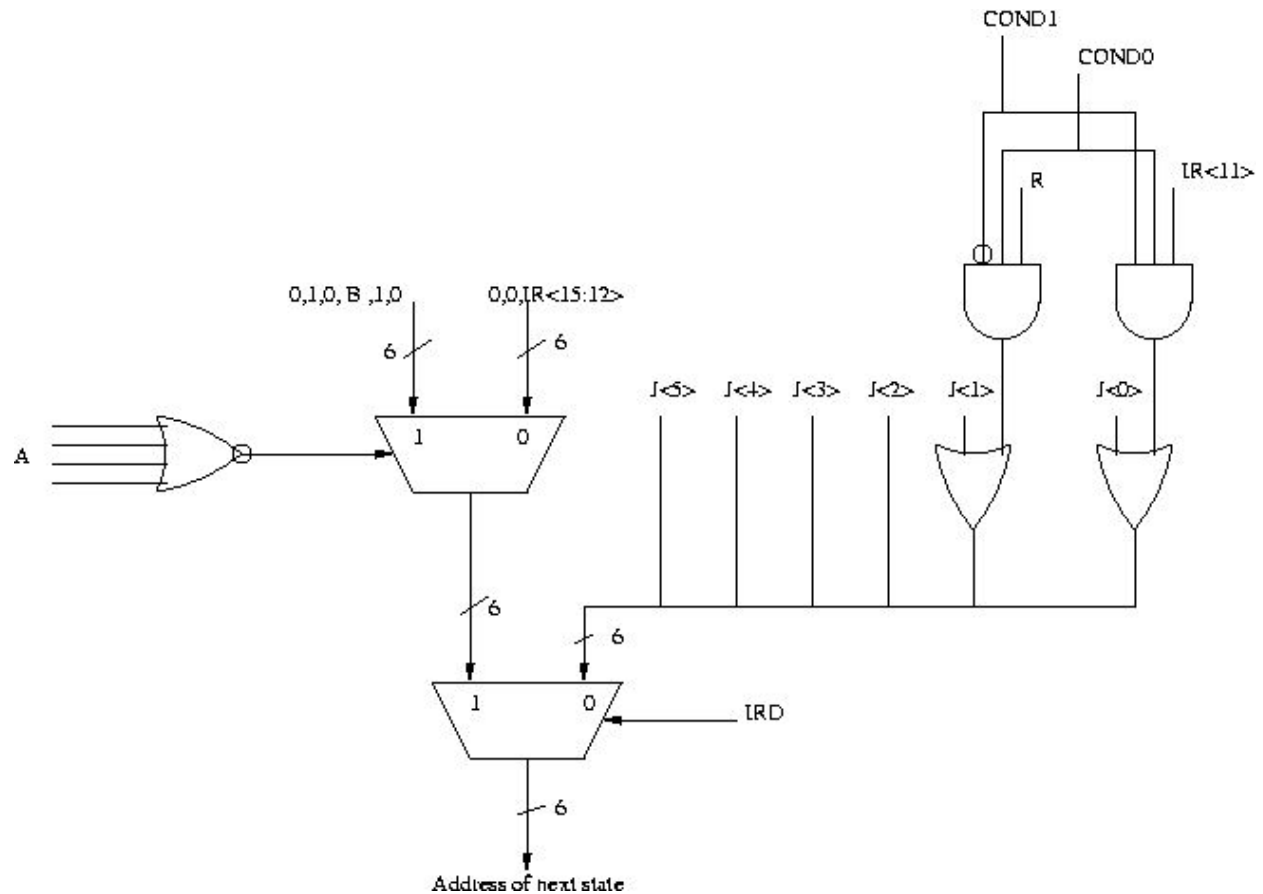 COND1
COND0
R
IR<11>
0,1,0, B ,1,0
0,0,IR<15:12>
6
6
J<5>
J<4>
J<3>
J<2>
J<1>
J<0>
1
0
A
6
6
1
0
IRD
6
Address of next state